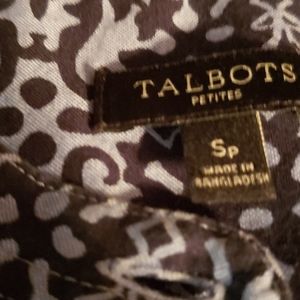 TALBOTS
PETITES
Sp
MADE IN
BANGLADESH